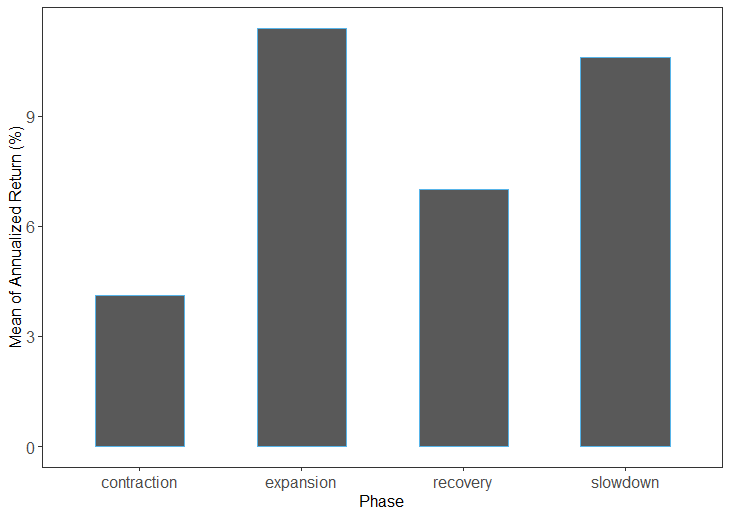 Mean of Annualized Return (%)
9
6
3
0
contraction expansion recovery slowdown
Phase